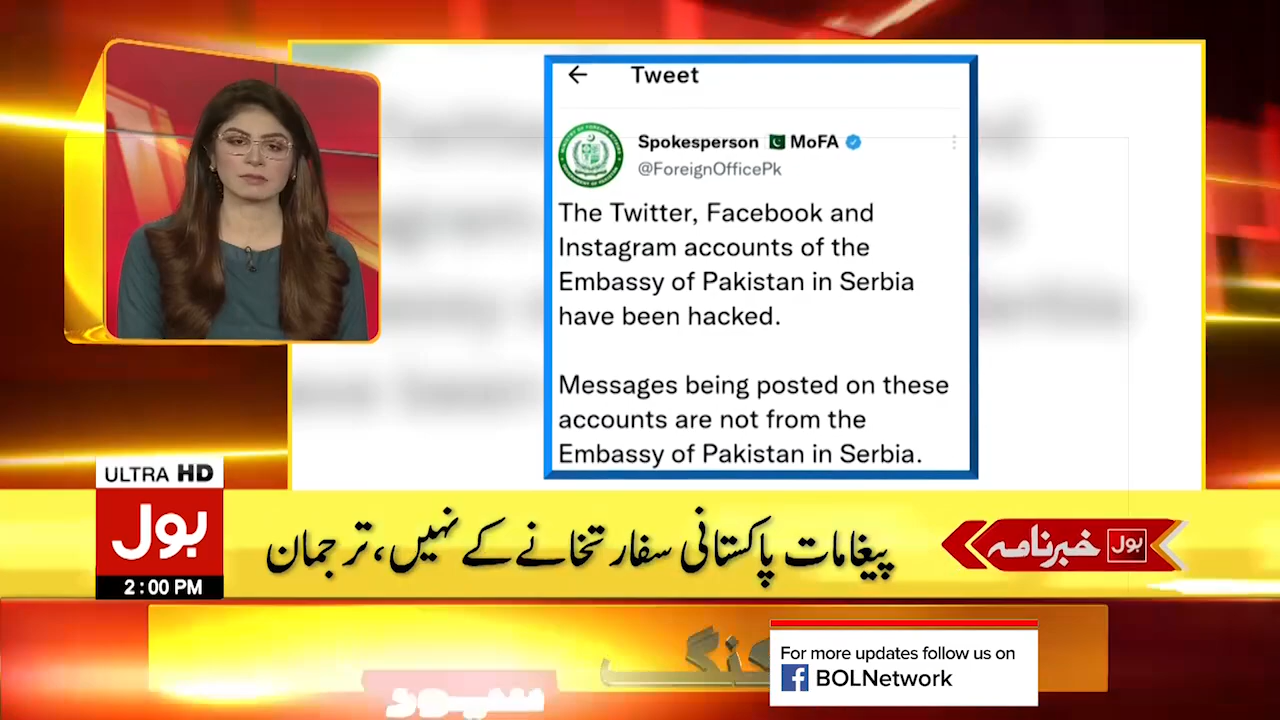 Tweet
Spokesperson 🇵🇰 MoFA
@ForeignOfficePk
The Twitter, Facebook and
Instagram accounts of the
Embassy of Pakistan in Serbia
have been hacked.
Messages being posted on these
accounts are not from the
Embassy of Pakistan in Serbia.
ULTRA HD
بول
2:00 PM
پیغامات پاکستانی سفارتخانے کے نہیں، ترجمان
بول خبرنامہ
For more updates follow us on
BOLNetwork